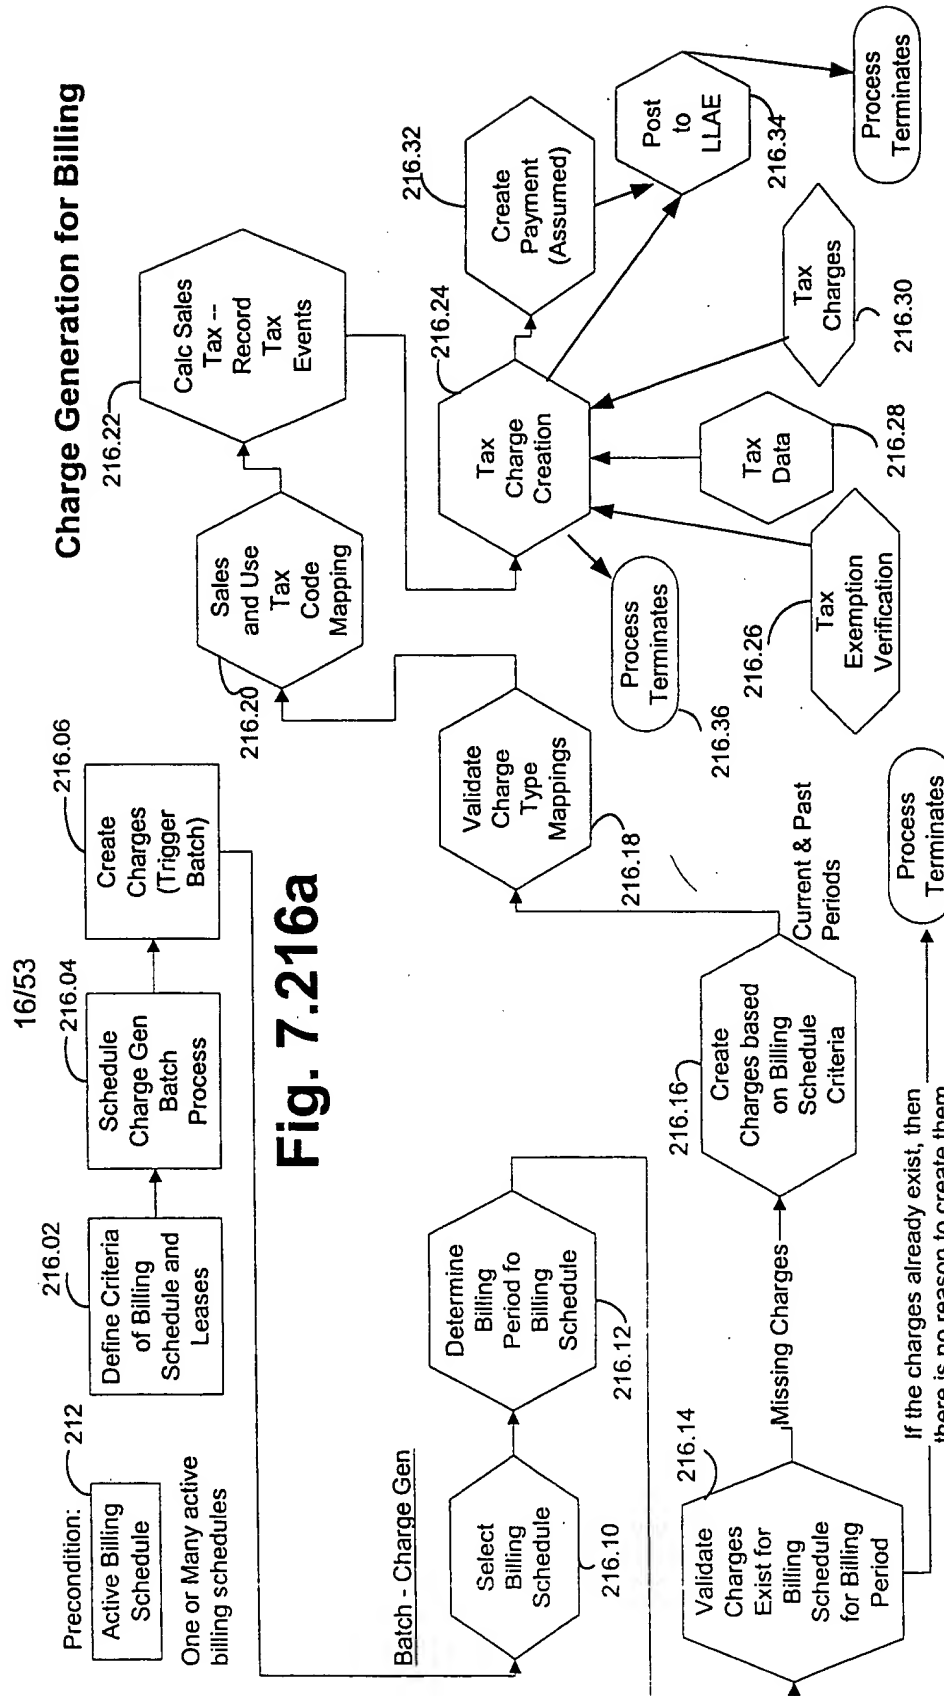 16/53
Charge Generation for Billing
Precondition:
212
Active Billing
Schedule
One or Many active
billing schedules
216.02
Define Criteria
of Billing
Schedule and
Leases
216.04
Schedule
Charge Gen
Batch
Process
216.06
Create
Charges
(Trigger
Batch)
Fig. 7.216a
Batch - Charge Gen
Select
Billing
Schedule
216.10
Determine
Billing
Period fo
Billing
Schedule
216.12
216.14
Validate
Charges
Exist for
Billing
Schedule
for Billing
Period
Missing Charges
If the charges already exist, then
there is no reason to create them
Process
Terminates
216.16
Create
Charges based
on Billing
Schedule
Criteria
Current & Past
Periods
Validate
Charge
Type
Mappings
216.18
216.20
Sales
and Use
Tax
Code
Mapping
216.22
Calc Sales
Tax --
Record
Tax
Events
216.24
Tax
Charge
Creation
216.26
Tax
Exemption
Verification
Tax
Data
216.28
Tax
Charges
216.30
216.32
Create
Payment
(Assumed)
Post
to
LLAE
216.34
Process
Terminates
Process
Terminates
216.36